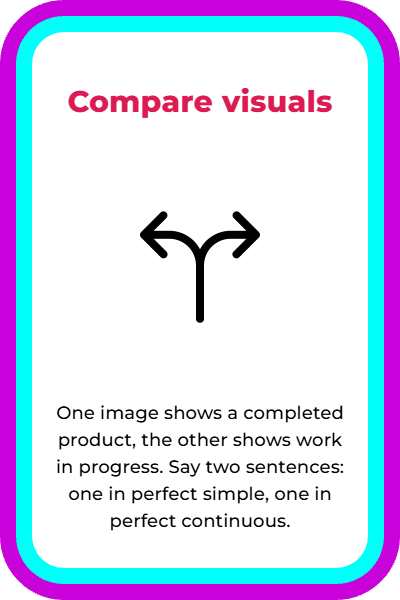 Compare visuals
One image shows a completed
product, the other shows work
in progress. Say two sentences:
one in perfect simple, one in
perfect continuous.